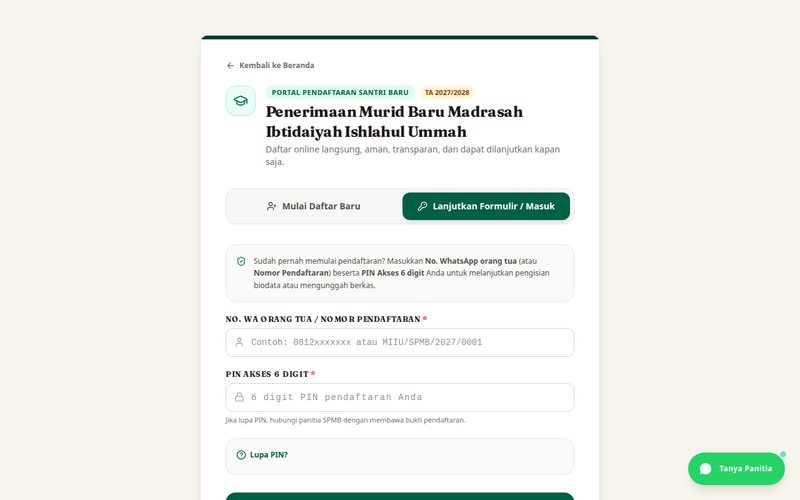 Kembali ke Beranda
PORTAL PENDAFTARAN SANTRI BARU
TA 2027/2028
Penerimaan Murid Baru Madrasah
Ibtidaiyah Ishlahul Ummah
Daftar online langsung, aman, transparan, dan dapat dilanjutkan kapan
saja.
Mulai Daftar Baru
Lanjutkan Formulir / Masuk
Sudah pernah memulai pendaftaran? Masukkan No. WhatsApp orang tua (atau
Nomor Pendaftaran) beserta PIN Akses 6 digit Anda untuk melanjutkan pengisian
biodata atau mengunggah berkas.
NO. WA ORANG TUA / NOMOR PENDAFTARAN *
Contoh: 0812xxxxxxx atau MIIU/SPMB/2027/0001
PIN AKSES 6 DIGIT *
6 digit PIN pendaftaran Anda
Jika lupa PIN, hubungi panitia SPMB dengan membawa bukti pendaftaran.
Lupa PIN?
Tanya Panitia